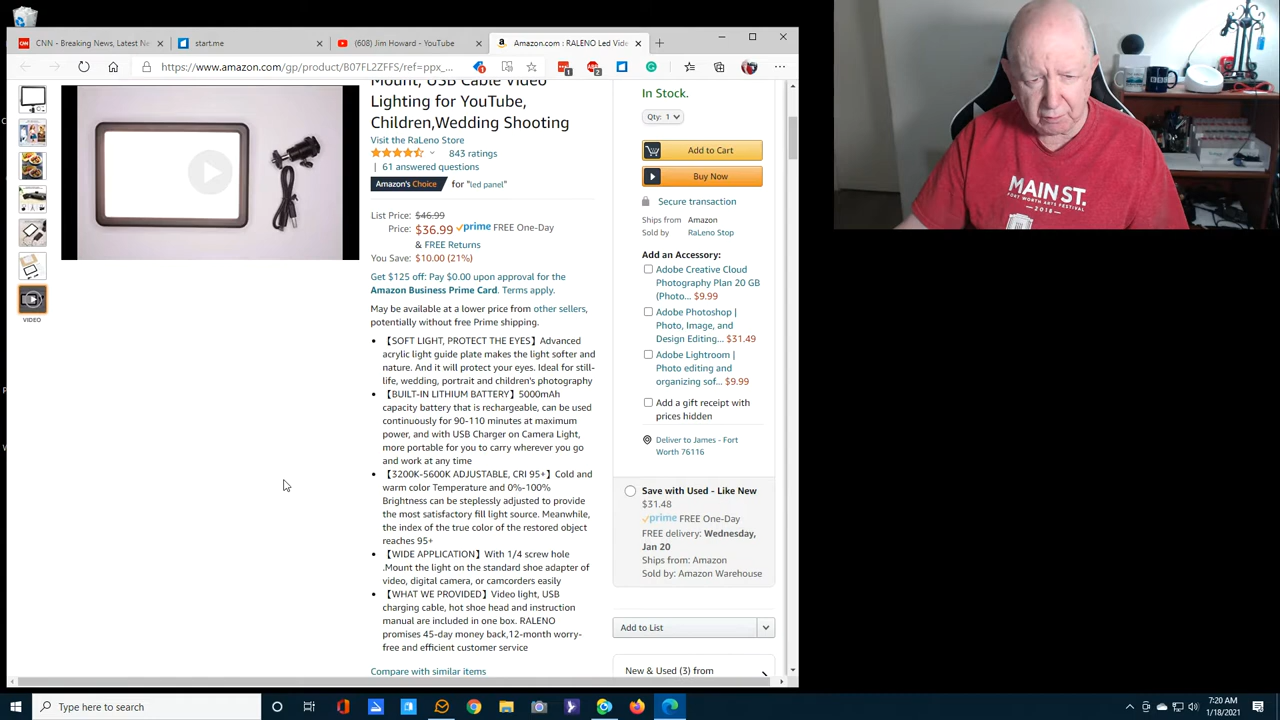 CNN - Breaking News, Latest Ne
start.me
(608) Jim Howard - YouTube
Amazon.com : RALENO Led Vide
https://www.amazon.com/gp/product/B07FL2ZFFS/ref=ppx_...
Mount, USB Cable Video
Lighting for YouTube,
Children,Wedding Shooting
Visit the RaLeno Store
843 ratings
| 61 answered questions
Amazon's Choice for "led panel"
List Price: $46.99
Price: $36.99 prime FREE One-Day
& FREE Returns
You Save: $10.00 (21%)
Get $125 off: Pay $0.00 upon approval for the
Amazon Business Prime Card. Terms apply.
May be available at a lower price from other sellers,
potentially without free Prime shipping.
【SOFT LIGHT, PROTECT THE EYES】Advanced
acrylic light guide plate makes the light softer and
nature. And it will protect your eyes. Ideal for still-
life, wedding, portrait and children's photography
【BUILT-IN LITHIUM BATTERY】5000mAh
capacity battery that is rechargeable, can be used
continuously for 90-110 minutes at maximum
power, and with USB Charger on Camera Light,
more portable for you to carry wherever you go
and work at any time
【3200K-5600K ADJUSTABLE, CRI 95+】Cold and
warm color Temperature and 0%-100%
Brightness can be steplessly adjusted to provide
the most satisfactory fill light source. Meanwhile,
the index of the true color of the restored object
reaches 95+
【WIDE APPLICATION】With 1/4 screw hole
.Mount the light on the standard shoe adapter of
video, digital camera, or camcorders easily
【WHAT WE PROVIDED】Video light, USB
charging cable, hot shoe head and instruction
manual are included in one box. RALENO
promises 45-day money back,12-month worry-
free and efficient customer service
Compare with similar items
VIDEO
In Stock.
Qty: 1
Add to Cart
Buy Now
Secure transaction
Ships from Amazon
Sold by RaLeno Stop
Add an Accessory:
Adobe Creative Cloud
Photography Plan 20 GB
(Photo... $9.99
Adobe Photoshop |
Photo, Image, and
Design Editing... $31.49
Adobe Lightroom |
Photo editing and
organizing sof... $9.99
Add a gift receipt with
prices hidden
Deliver to James - Fort
Worth 76116
Save with Used - Like New
$31.48
prime FREE One-Day
FREE delivery: Wednesday,
Jan 20
Ships from: Amazon
Sold by: Amazon Warehouse
Add to List
New & Used (3) from
MAIN ST.
FORT WORTH ARTS FESTIVAL
2018
Type here to search
7:20 AM
1/18/2021